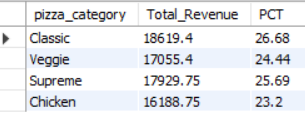 pizza_category Total_Revenue PCT
Classic 18619.4 26.68
Veggie 17055.4 24.44
Supreme 17929.75 25.69
Chicken 16188.75 23.2